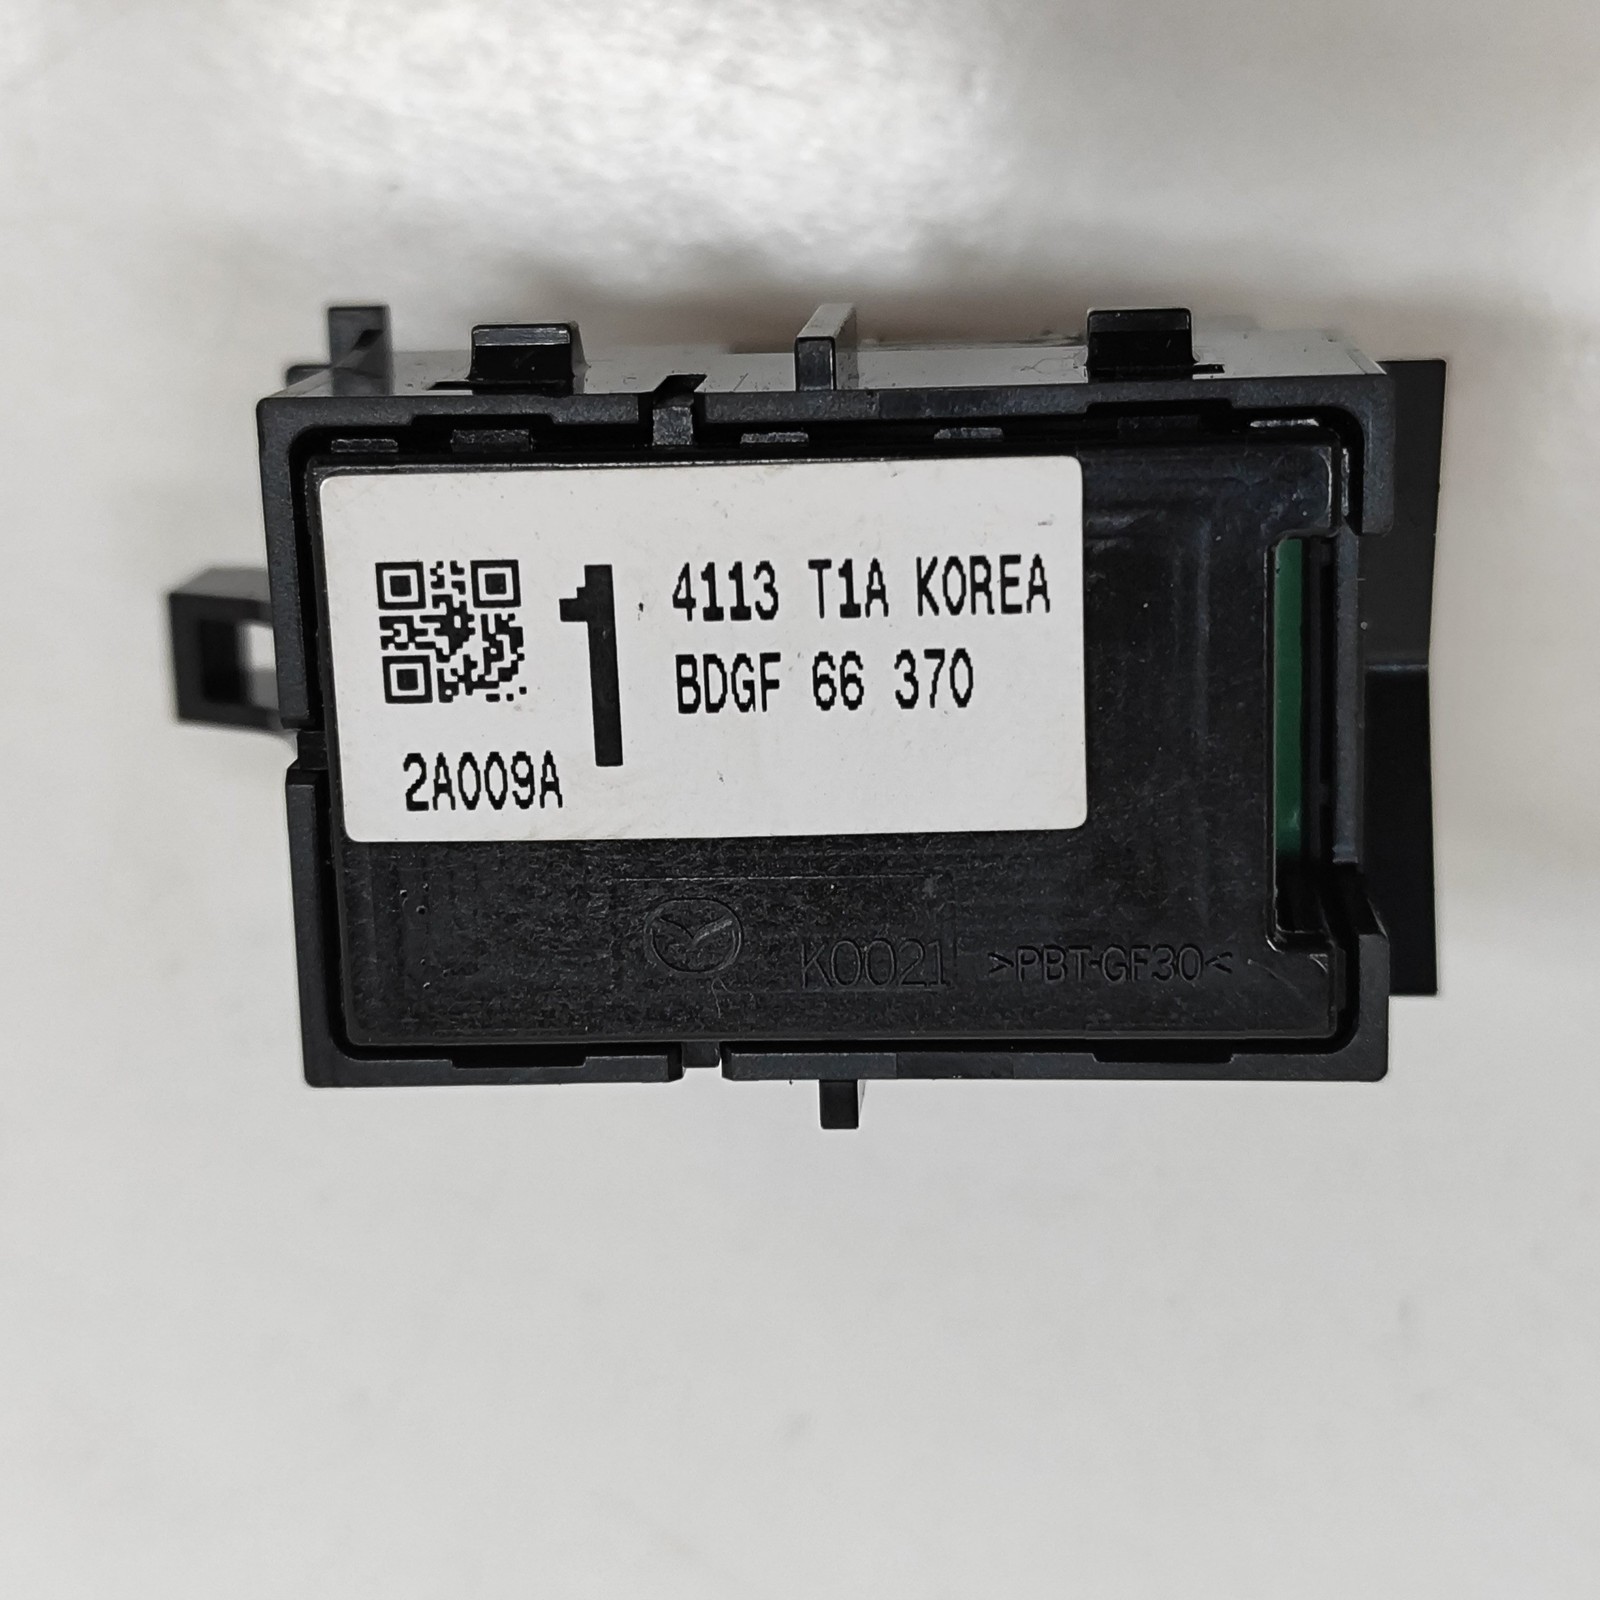 1
4113 T1A KOREA
BDGF 66 370
2A009A
K0021
>PBT-GF30<